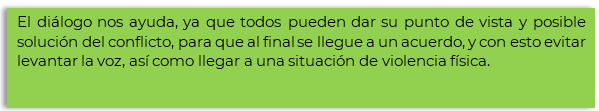 El diálogo nos ayuda, ya que todos pueden dar su punto de vista y posible
solución del conflicto, para que al final se llegue a un acuerdo, y con esto evitar
levantar la voz, así como llegar a una situación de violencia física.